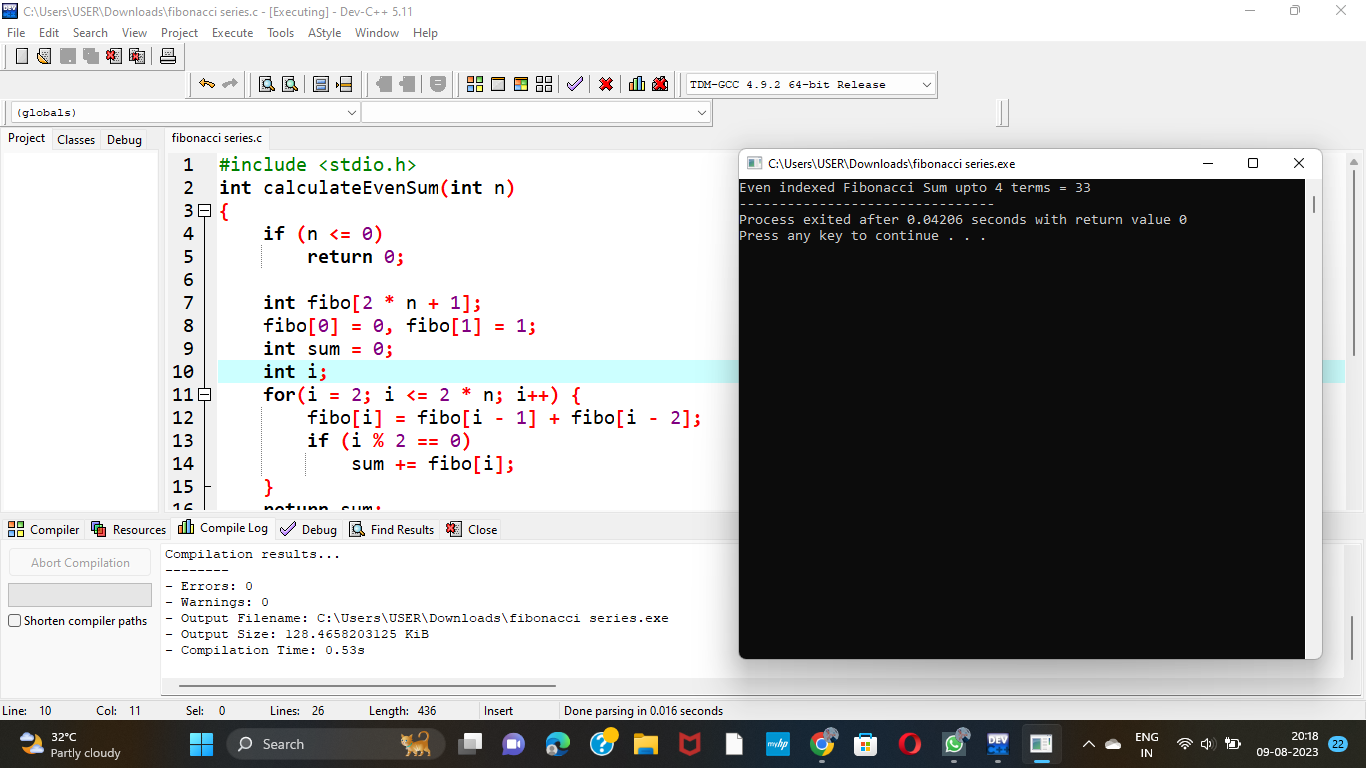 C:\Users\USER\Downloads\fibonacci series.c - [Executing] - Dev-C++ 5.11
File Edit Search View Project Execute Tools AStyle Window Help
TDM-GCC 4.9.2 64-bit Release
(globals)
Project Classes Debug
fibonacci series.c
1 #include <stdio.h>
2 int calculateEvenSum(int n)
3 {
4 if (n <= 0)
5 return 0;
6
7 int fibo[2 * n + 1];
8 fibo[0] = 0, fibo[1] = 1;
9 int sum = 0;
10 int i;
11 for(i = 2; i <= 2 * n; i++) {
12 fibo[i] = fibo[i - 1] + fibo[i - 2];
13 if (i % 2 == 0)
14 sum += fibo[i];
15 }
16 return sum;
C:\Users\USER\Downloads\fibonacci series.exe
Even indexed Fibonacci Sum upto 4 terms = 33
--------------------------------
Process exited after 0.04206 seconds with return value 0
Press any key to continue . . .
Compiler Resources Compile Log Debug Find Results Close
Abort Compilation
Shorten compiler paths
Compilation results...
--------
- Errors: 0
- Warnings: 0
- Output Filename: C:\Users\USER\Downloads\fibonacci series.exe
- Output Size: 128.4658203125 KiB
- Compilation Time: 0.53s
Line: 10 Col: 11 Sel: 0 Lines: 26 Length: 436 Insert Done parsing in 0.016 seconds
32°C
Partly cloudy
Search
myhp
DEV
ENG
IN
20:18
09-08-2023
22